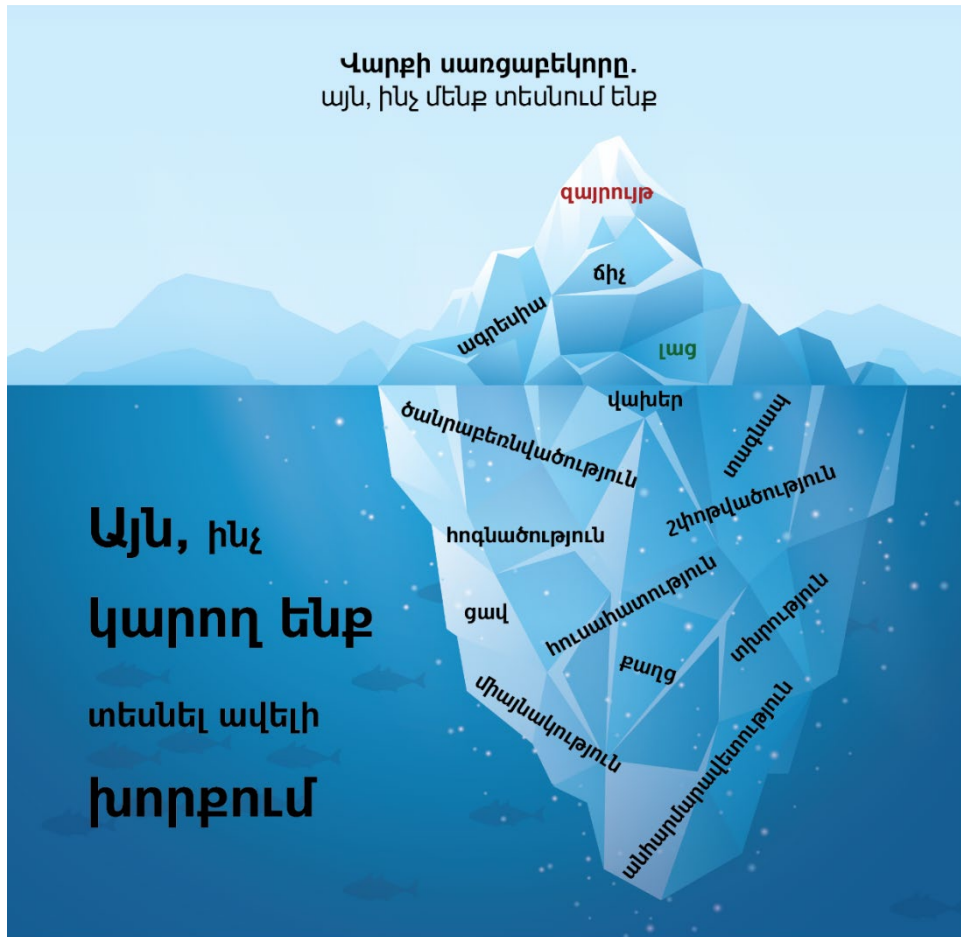 Վարքի սառցաբեկորը.
այն, ինչ մենք տեսնում ենք
զայրույթ
ճիչ
ագրեսիա
լաց
վախեր
ծանրաբեռնվածություն
տագնապ
շփոթվածություն
հոգնածություն
հուսահատություն
ցավ
տխրություն
քաղց
միայնակություն
անհարմարավետություն
Այն, ինչ
կարող ենք
տեսնել ավելի
խորքում